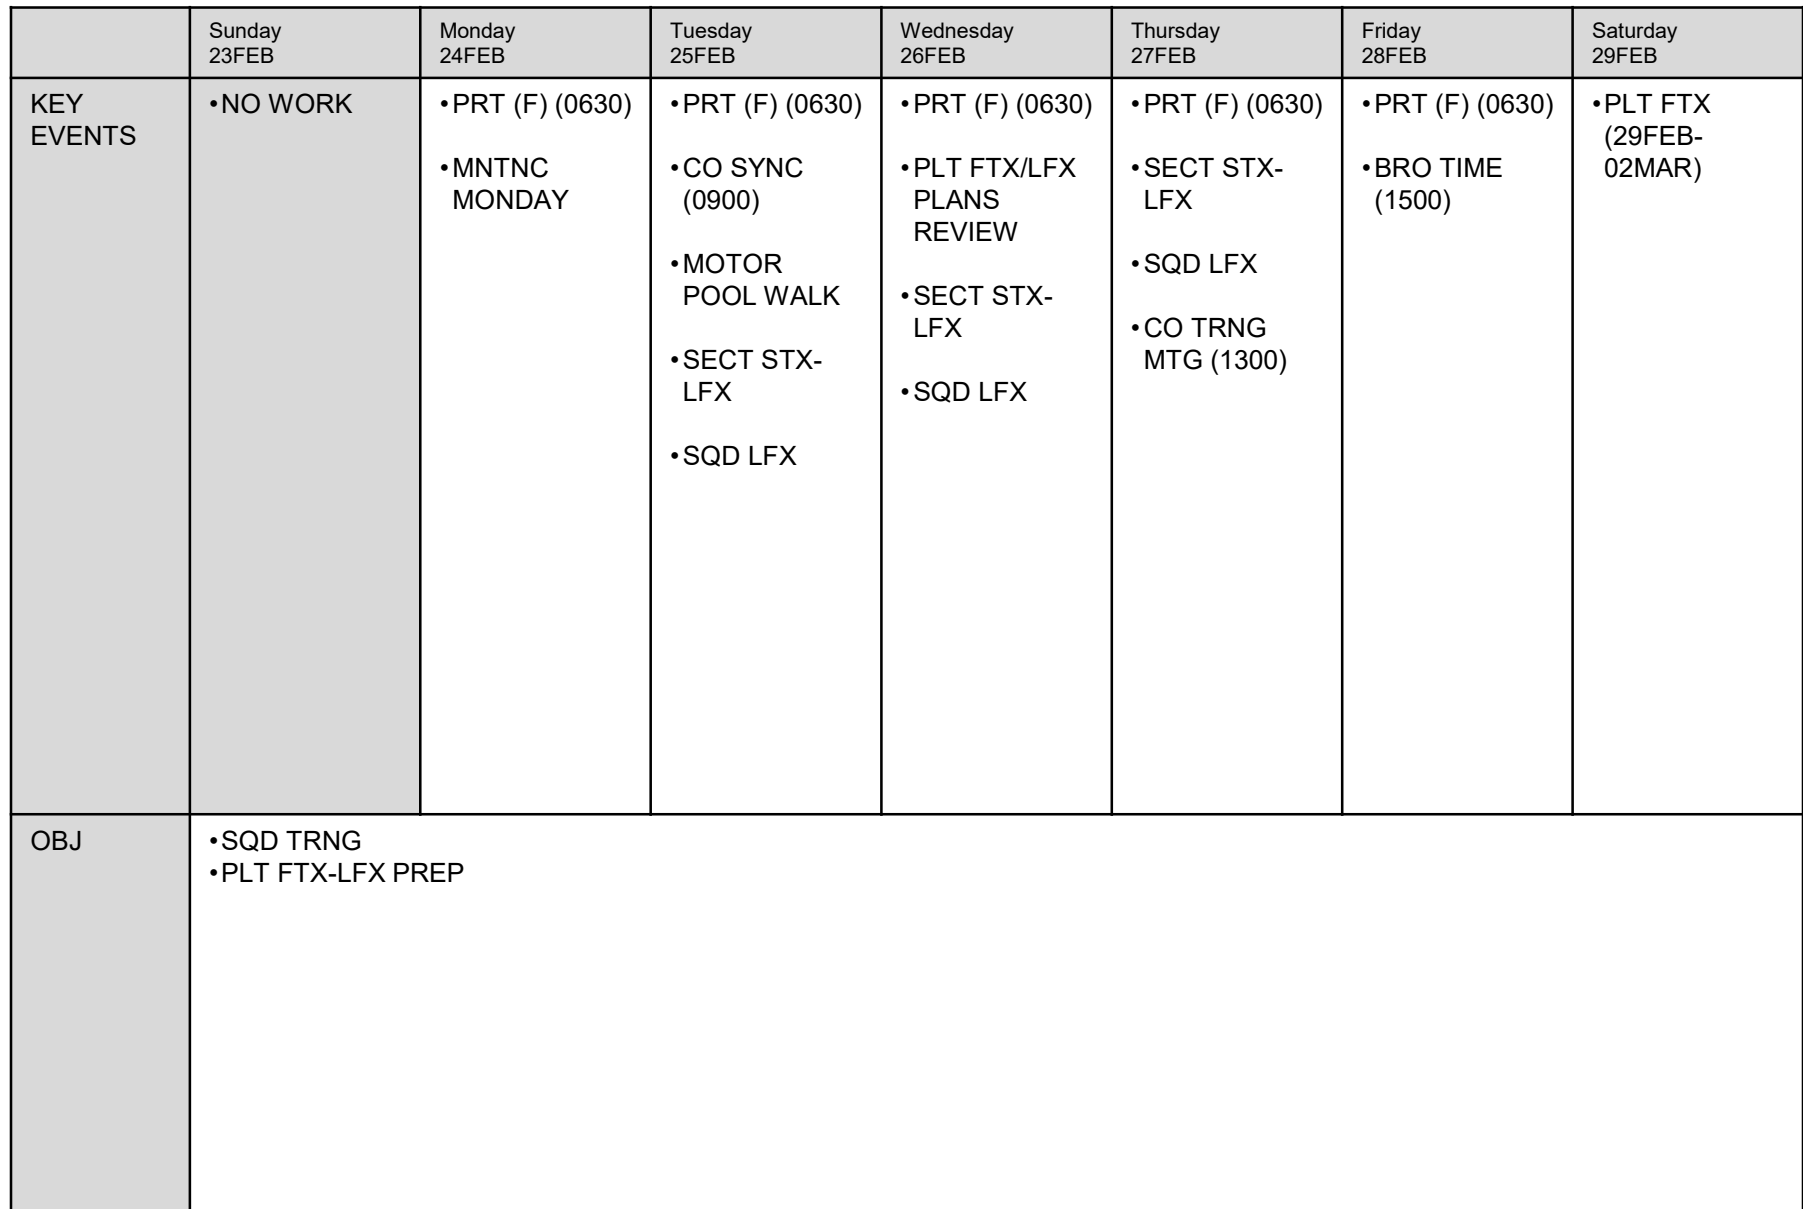 Sunday
23FEB
Monday
24FEB
Tuesday
25FEB
Wednesday
26FEB
Thursday
27FEB
Friday
28FEB
Saturday
29FEB
KEY
EVENTS
•NO WORK
•PRT (F) (0630)
•MNTNC
MONDAY
•PRT (F) (0630)
•CO SYNC
(0900)
•MOTOR
POOL WALK
•SECT STX-
LFX
•SQD LFX
•PRT (F) (0630)
•PLT FTX/LFX
PLANS
REVIEW
•SECT STX-
LFX
•SQD LFX
•PRT (F) (0630)
•SECT STX-
LFX
•SQD LFX
•CO TRNG
MTG (1300)
•PRT (F) (0630)
•BRO TIME
(1500)
•PLT FTX
(29FEB-
02MAR)
OBJ
•SQD TRNG
•PLT FTX-LFX PREP